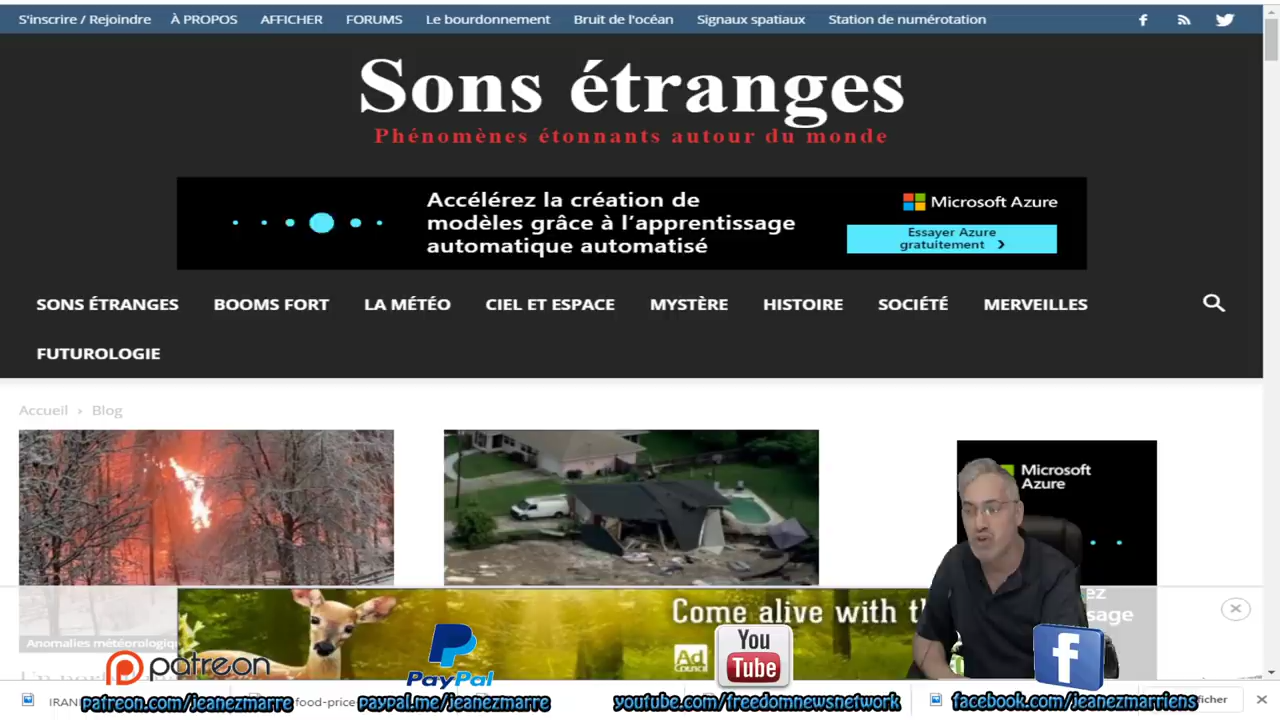 S'inscrire / Rejoindre À PROPOS AFFICHER FORUMS Le bourdonnement Bruit de l'océan Signaux spatiaux Station de numérotation
Sons étranges
Phénomènes étonnants autour du monde
Accélérez la création de
modèles grâce à l'apprentissage
automatique automatisé
Microsoft Azure
Essayer Azure
gratuitement
SONS ÉTRANGES BOOMS FORT LA MÉTÉO CIEL ET ESPACE MYSTÈRE HISTOIRE SOCIÉTÉ MERVEILLES
FUTUROLOGIE
Accueil › Blog
Microsoft
Azure
Come alive with
Ad
Council
Anomalies météorologiq
patreon
PayPal
You
Tube
IRANI
food-price
patreon.com/jeanezmarre
paypal.me/jeanezmarre
youtube.com/freedomnewsnetwork
facebook.com/jeanezmarriens